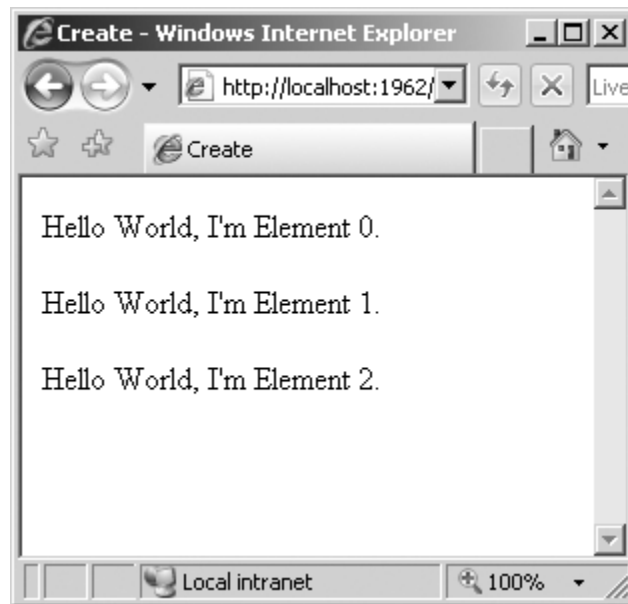 Create - Windows Internet Explorer
http://localhost:1962/
Live
Create
Hello World, I'm Element 0.
Hello World, I'm Element 1.
Hello World, I'm Element 2.
Local intranet
100%